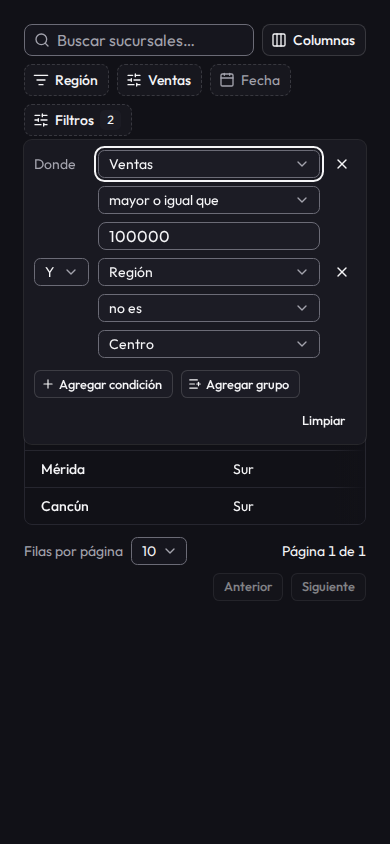 Buscar sucursales...
Columnas
Región
Ventas
Fecha
Filtros 2
Donde
Ventas
mayor o igual que
100000
Y
Región
no es
Centro
Agregar condición
Agregar grupo
Limpiar
Mérida Sur
Cancún Sur
Filas por página 10
Página 1 de 1
Anterior
Siguiente